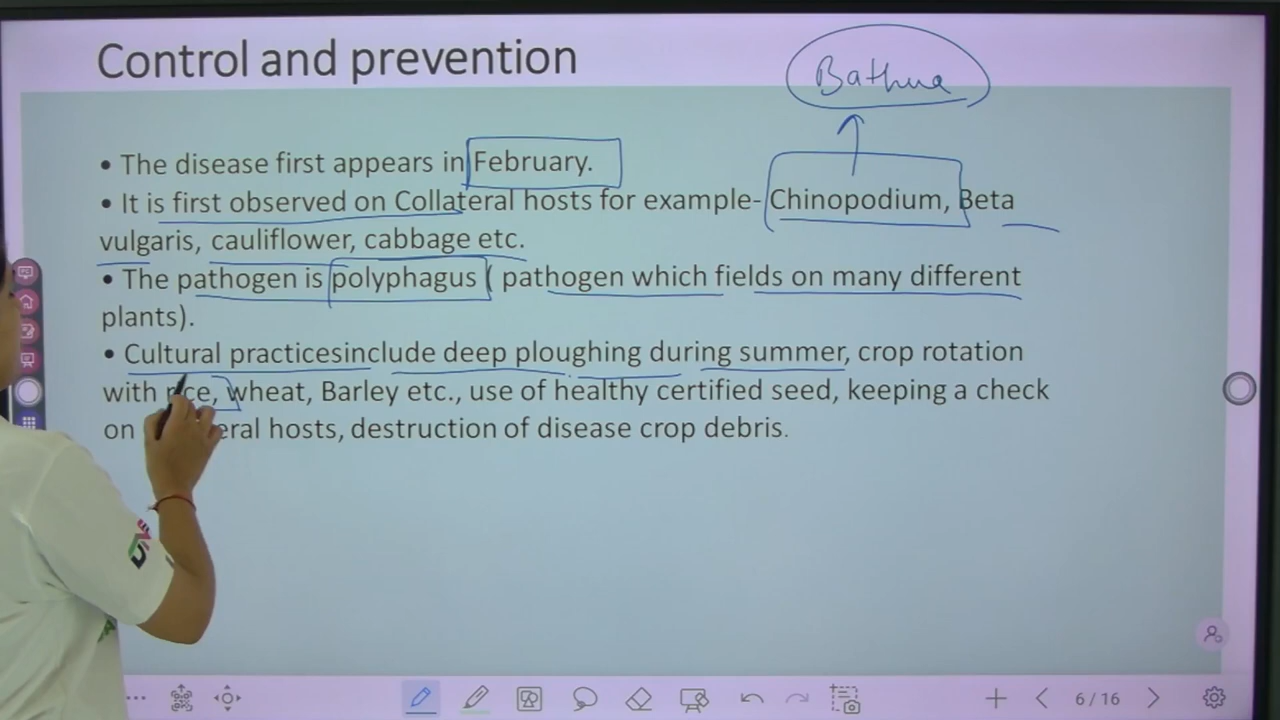 Control and prevention
Bathua
• The disease first appears in February.
• It is first observed on Collateral hosts for example- Chinopodium, Beta
vulgaris, cauliflower, cabbage etc.
• The pathogen is polyphagus ( pathogen which fields on many different
plants).
• Cultural practicesinclude deep ploughing during summer, crop rotation
with rice, wheat, Barley etc., use of healthy certified seed, keeping a check
on eral hosts, destruction of disease crop debris.
6/16